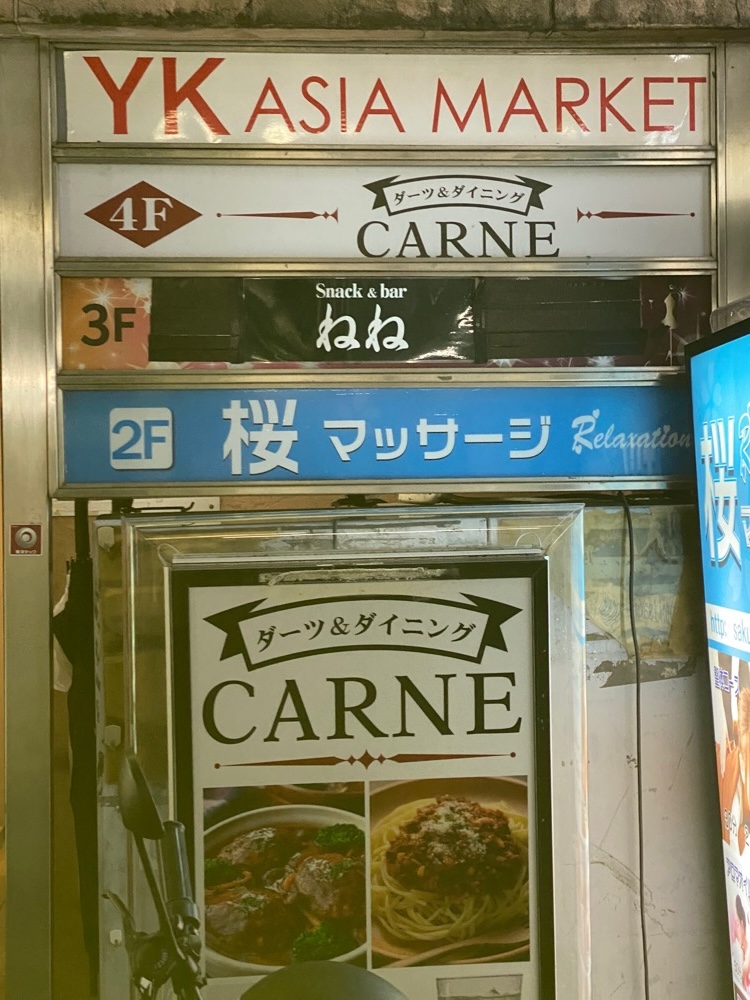 YK ASIA MARKET
4F
ダーツ&ダイニング
CARNE
3F
Snack & bar
ねね
2F 桜 マッサージ Relaxation
ダーツ&ダイニング
CARNE
桜
http: